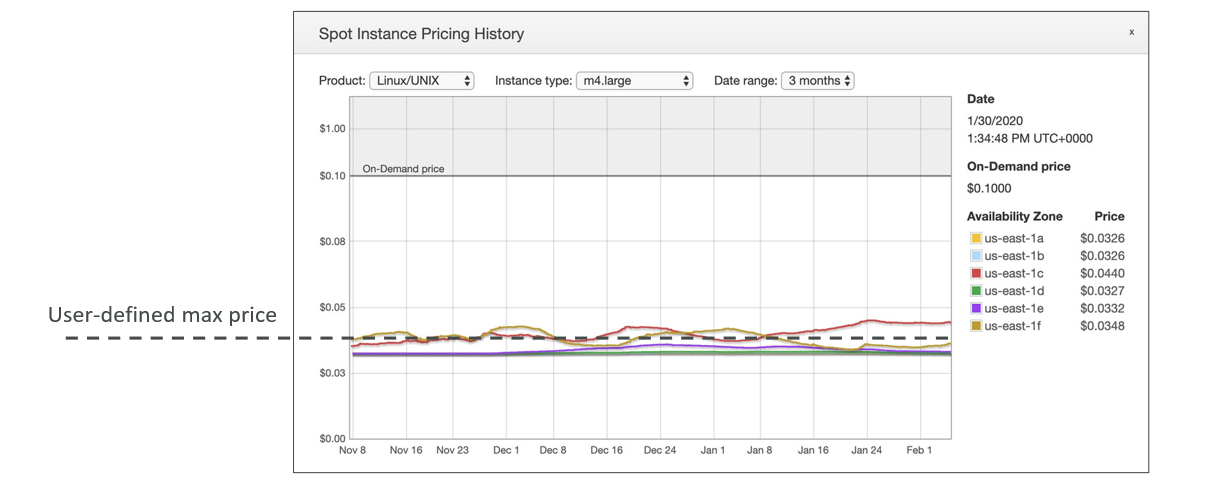 Spot Instance Pricing History
x
Product: Linux/UNIX Instance type: m4.large Date range: 3 months
$1.00
On-Demand price
$0.10
$0.08
$0.05
$0.03
$0.00
Nov 8 Nov 16 Nov 23 Dec 1 Dec 8 Dec 16 Dec 24 Jan 1 Jan 8 Jan 16 Jan 24 Feb 1
User-defined max price
Date
1/30/2020
1:34:48 PM UTC+0000
On-Demand price
$0.1000
Availability Zone Price
us-east-1a $0.0326
us-east-1b $0.0326
us-east-1c $0.0440
us-east-1d $0.0327
us-east-1e $0.0332
us-east-1f $0.0348